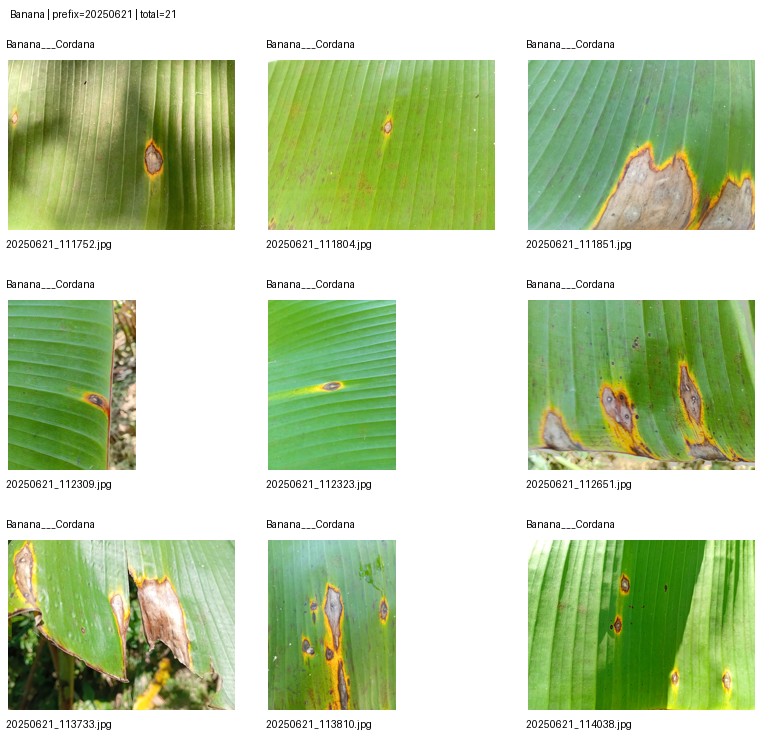 Banana | prefix=20250621 | total=21
Banana___Cordana
Banana___Cordana
Banana___Cordana
20250621_111752.jpg
20250621_111804.jpg
20250621_111851.jpg
Banana___Cordana
Banana___Cordana
Banana___Cordana
20250621_112309.jpg
20250621_112323.jpg
20250621_112651.jpg
Banana___Cordana
Banana___Cordana
Banana___Cordana
20250621_113733.jpg
20250621_113810.jpg
20250621_114038.jpg